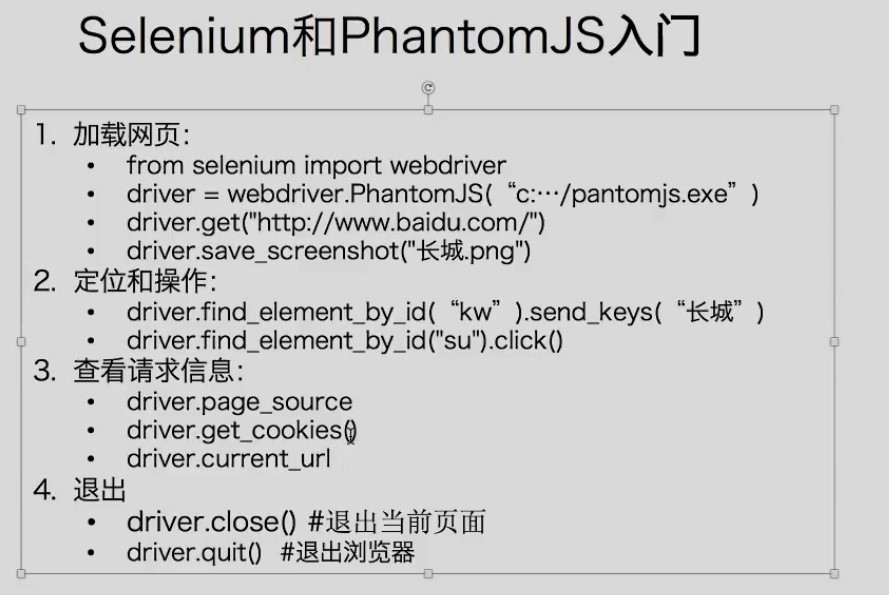 Selenium和PhantomJS入门
1. 加载网页:
• from selenium import webdriver
• driver = webdriver.PhantomJS(“c:…/pantomjs.exe”)
• driver.get("http://www.baidu.com/")
• driver.save_screenshot("长城.png")
2. 定位和操作:
• driver.find_element_by_id(“kw”).send_keys(“长城”)
• driver.find_element_by_id("su").click()
3. 查看请求信息:
• driver.page_source
• driver.get_cookies()
• driver.current_url
4. 退出
• driver.close() #退出当前页面
• driver.quit() #退出浏览器